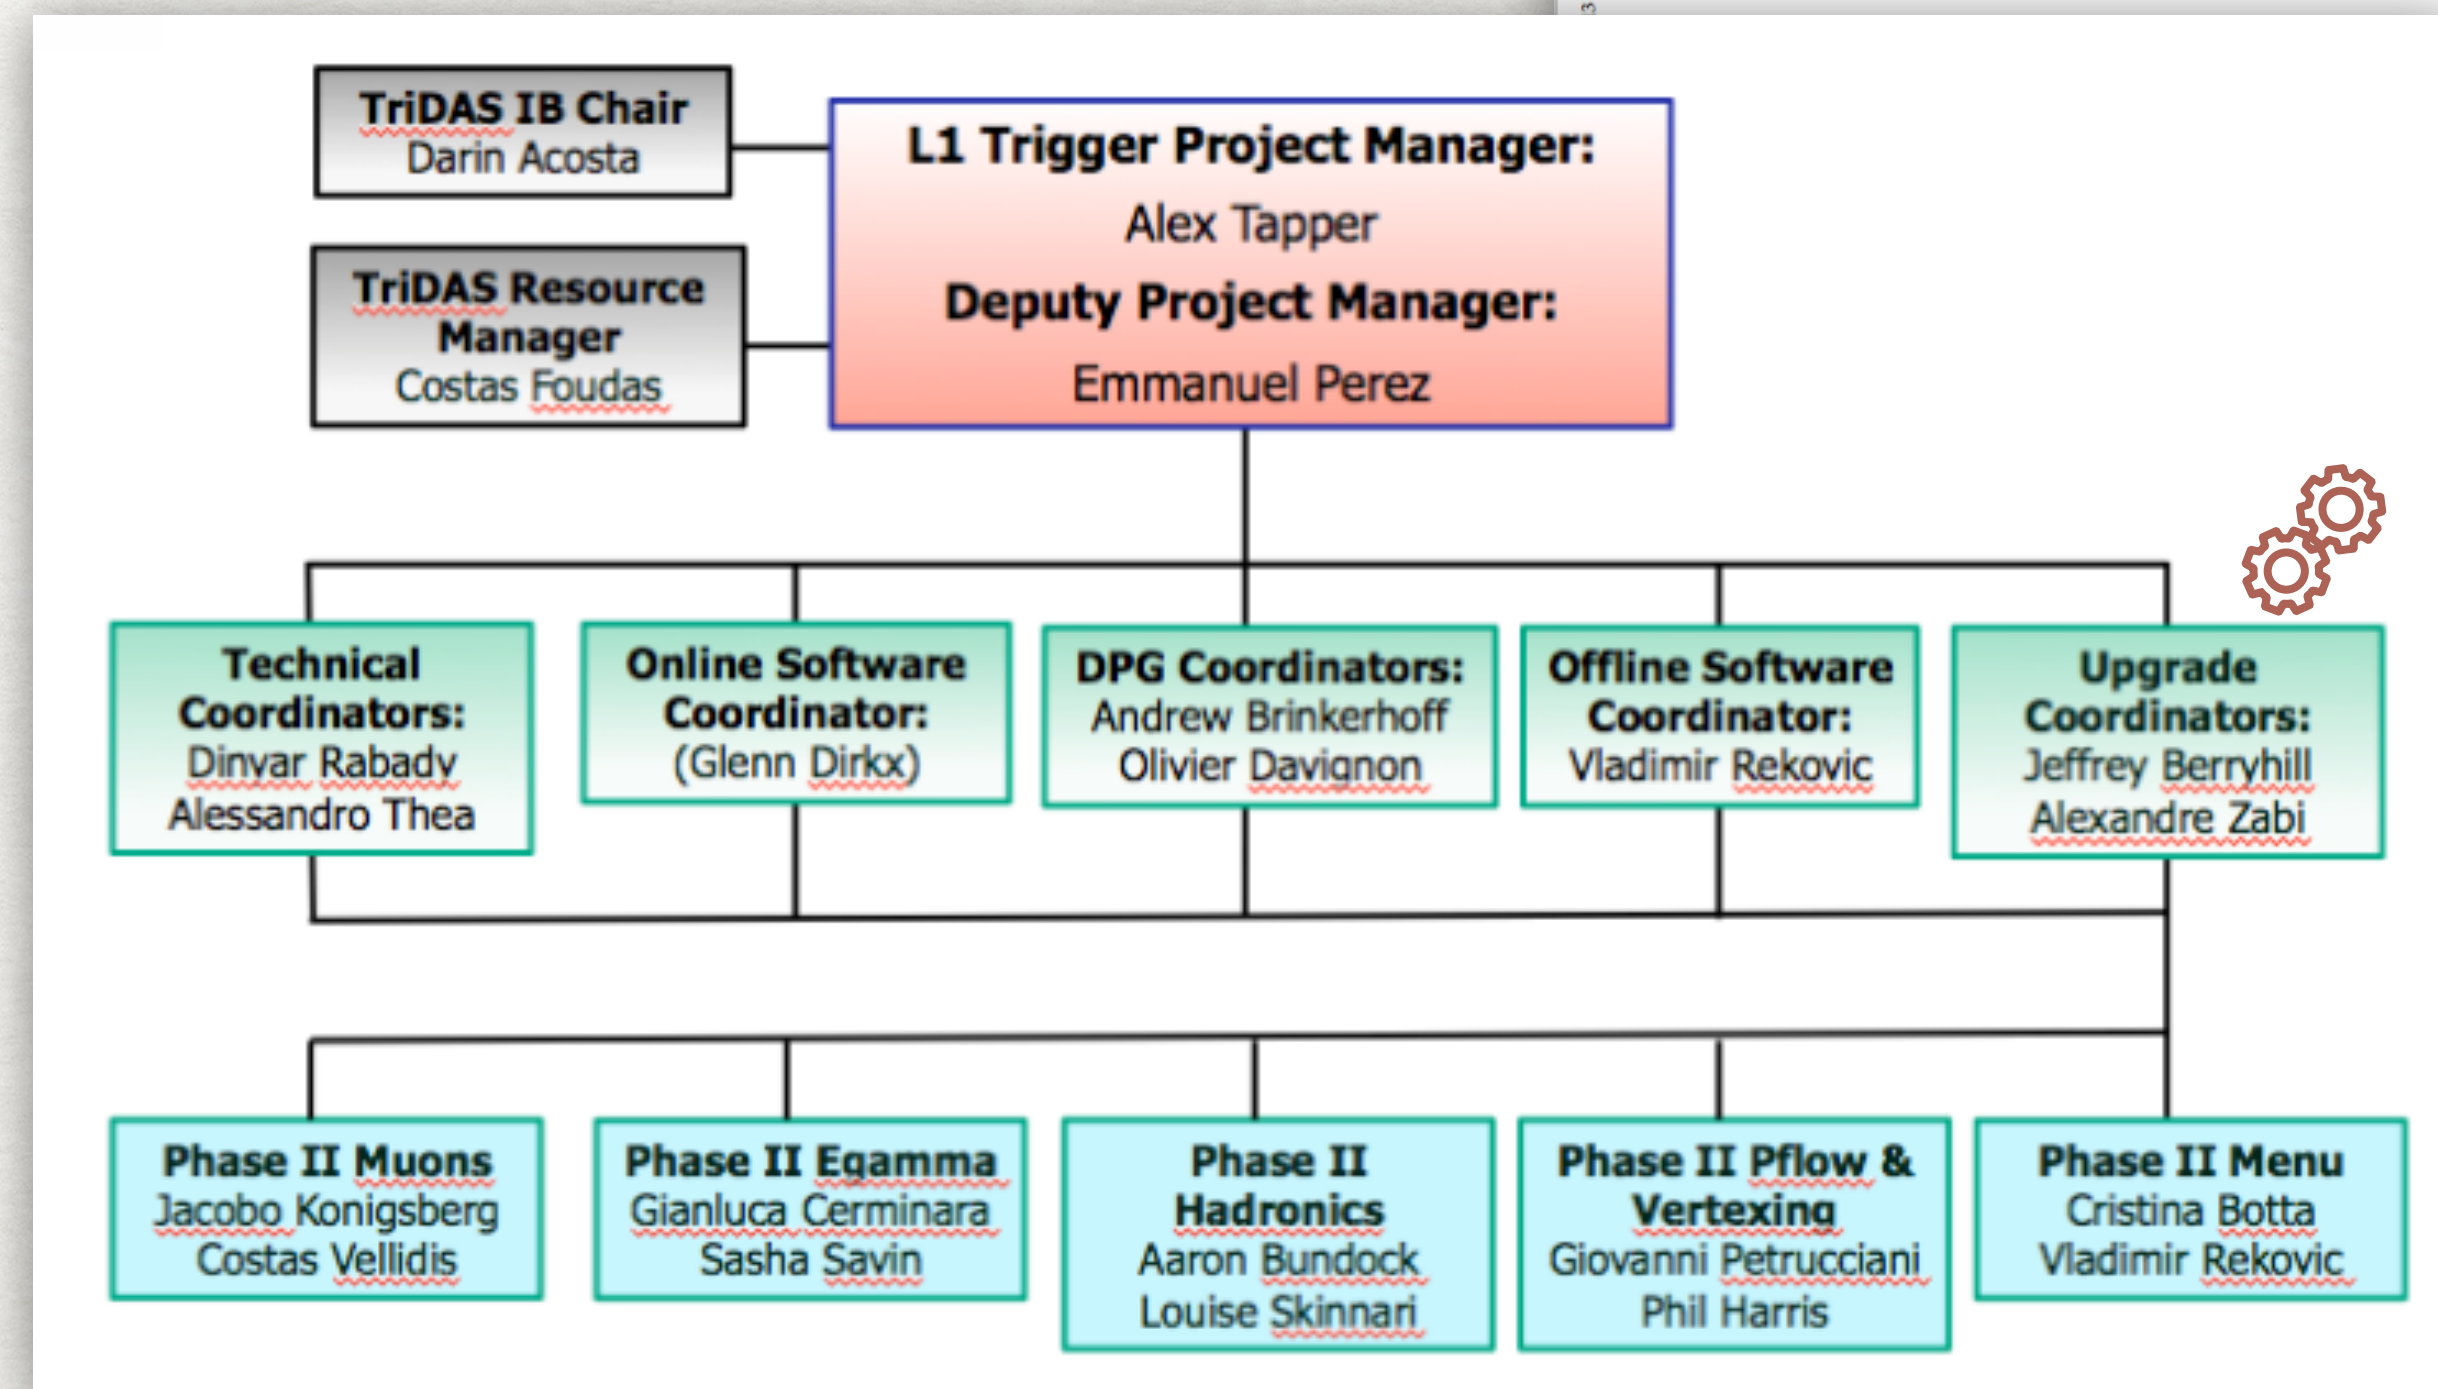 3
TriDAS IB Chair
Darin Acosta
L1 Trigger Project Manager:
Alex Tapper
Deputy Project Manager:
Emmanuel Perez
TriDAS Resource
Manager
Costas Foudas
Technical
Coordinators:
Dinyar Rabady
Alessandro Thea
Online Software
Coordinator:
(Glenn Dirkx)
DPG Coordinators:
Andrew Brinkerhoff
Olivier Davignon
Offline Software
Coordinator:
Vladimir Rekovic
Upgrade
Coordinators:
Jeffrey Berryhill
Alexandre Zabi
Phase II Muons
Jacobo Konigsberg
Costas Vellidis
Phase II Egamma
Gianluca Cerminara
Sasha Savin
Phase II
Hadronics
Aaron Bundock
Louise Skinnari
Phase II Pflow &
Vertexing
Giovanni Petrucciani
Phil Harris
Phase II Menu
Cristina Botta
Vladimir Rekovic